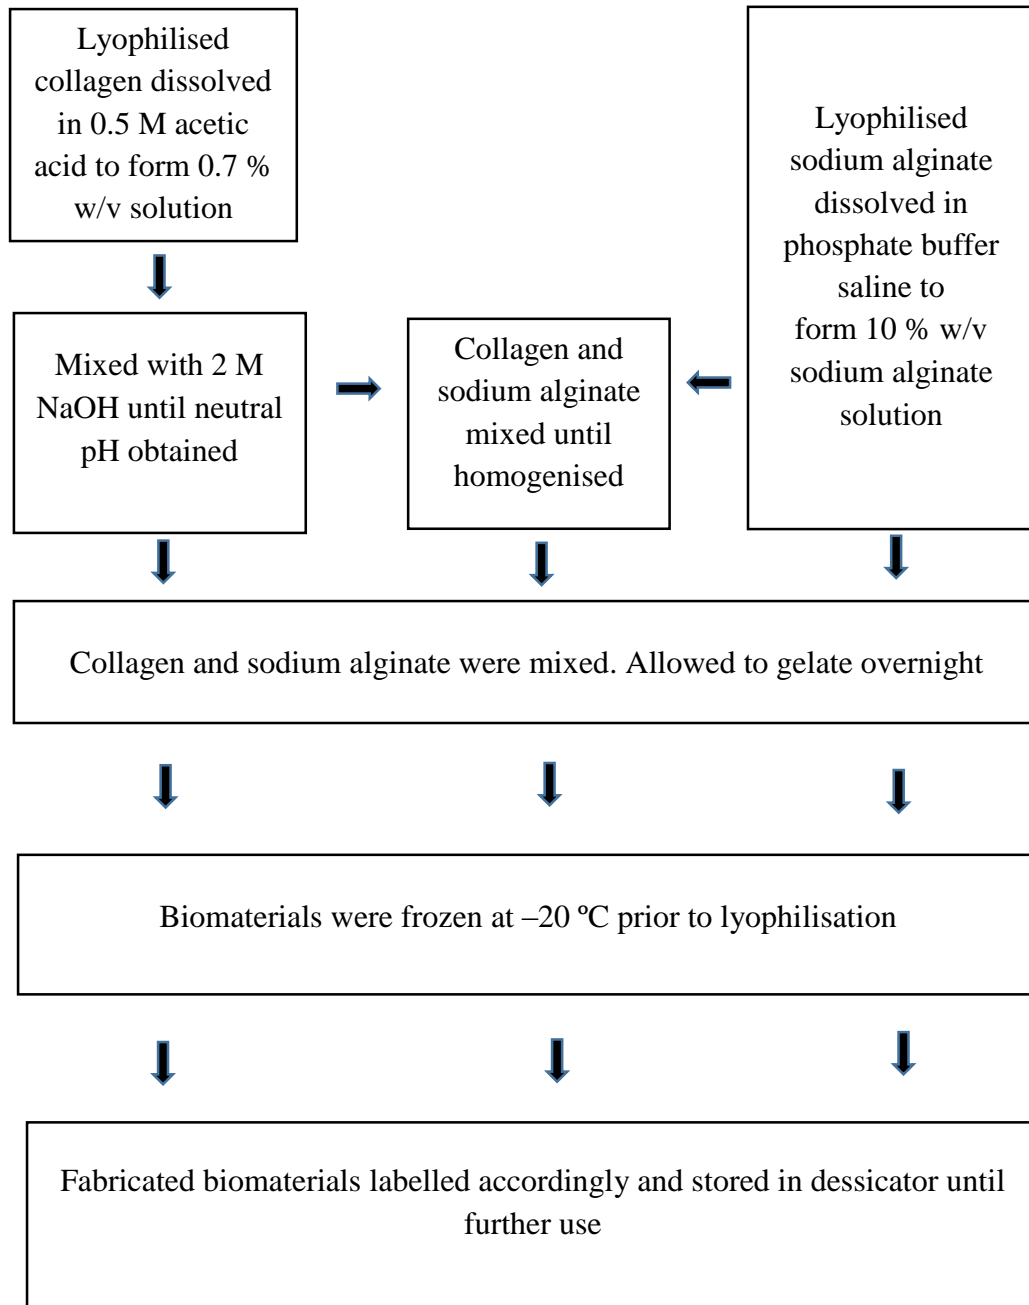 Lyophilised
collagen dissolved
in 0.5 M acetic
acid to form 0.7 %
w/v solution
Lyophilised
sodium alginate
dissolved in
phosphate buffer
saline to
form 10 % w/v
sodium alginate
solution
Mixed with 2 M
NaOH until neutral
pH obtained
Collagen and
sodium alginate
mixed until
homogenised
Collagen and sodium alginate were mixed. Allowed to gelate overnight
Biomaterials were frozen at –20 ºC prior to lyophilisation
Fabricated biomaterials labelled accordingly and stored in dessicator until
further use